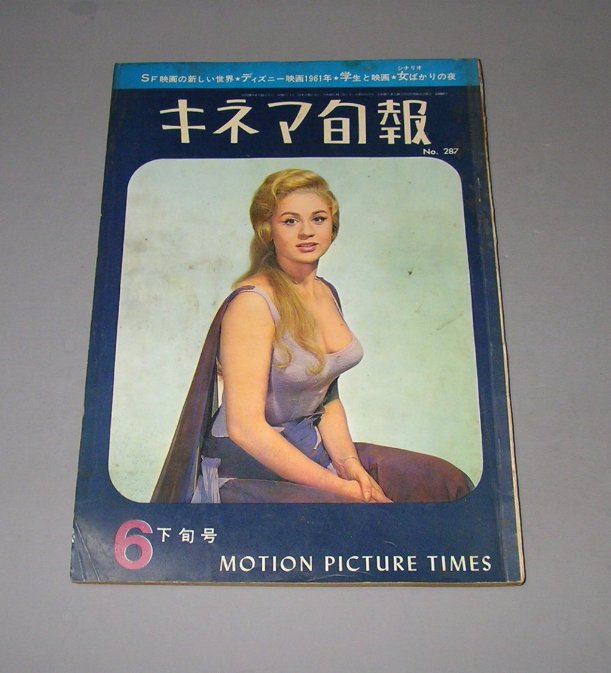 SF映画の新しい世界★ディズニー映画1961年★学生と映画★女ばかりの夜
シナリオ
キネマ旬報
No. 287
6下旬号
MOTION PICTURE TIMES